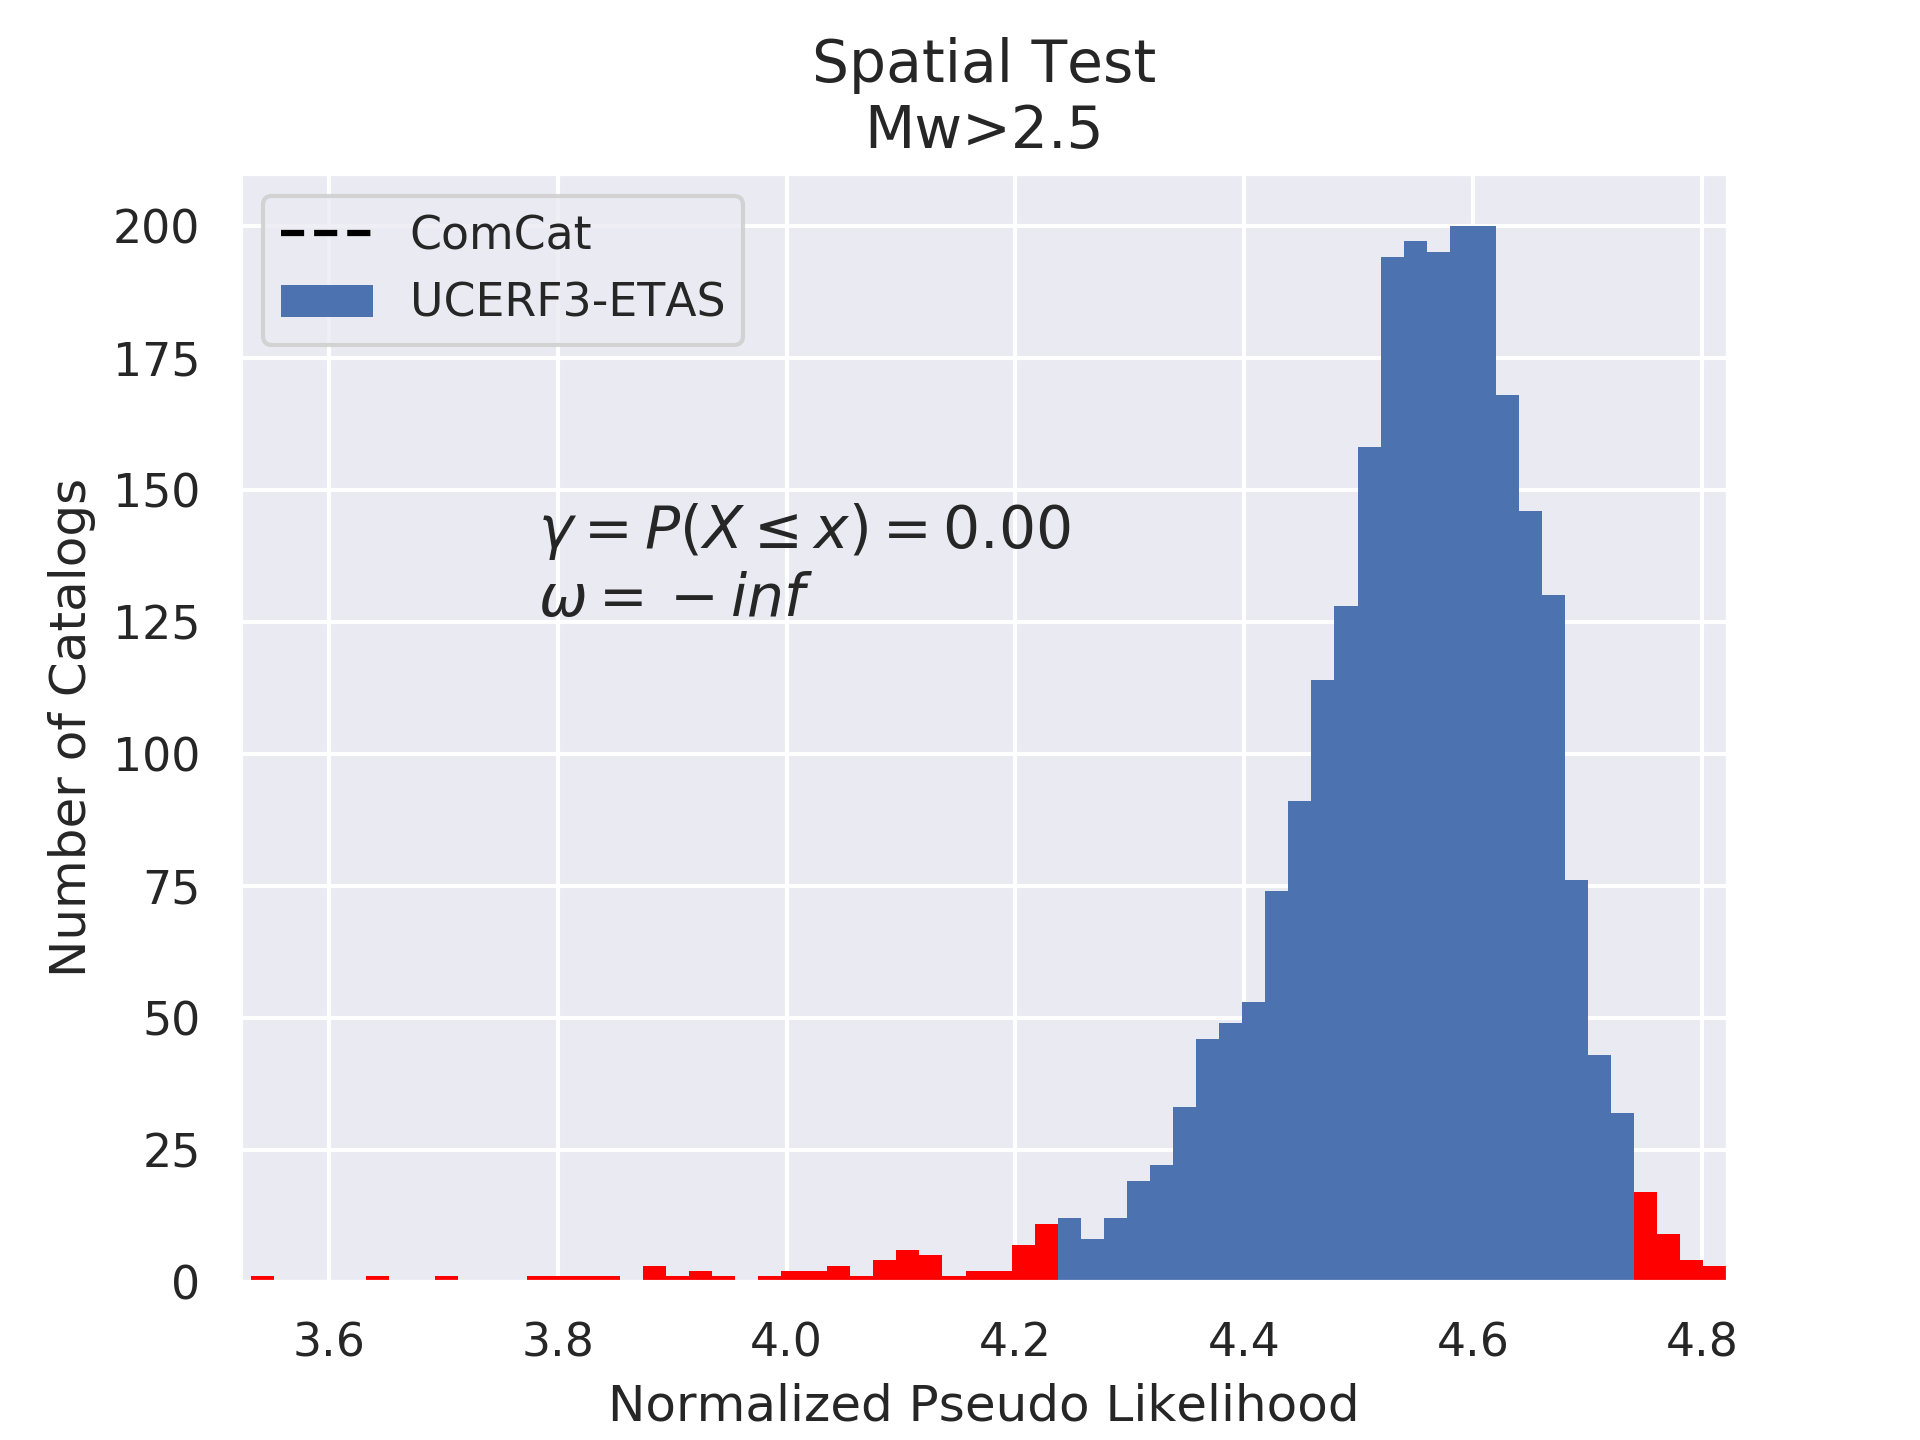 Spatial Test
Mw>2.5
ComCat
UCERF3-ETAS
γ = P(X ≤ x) = 0.00
ω = − inf
Number of Catalogs
200
175
150
125
100
75
50
25
0
3.6 3.8 4.0 4.2 4.4 4.6 4.8
Normalized Pseudo Likelihood